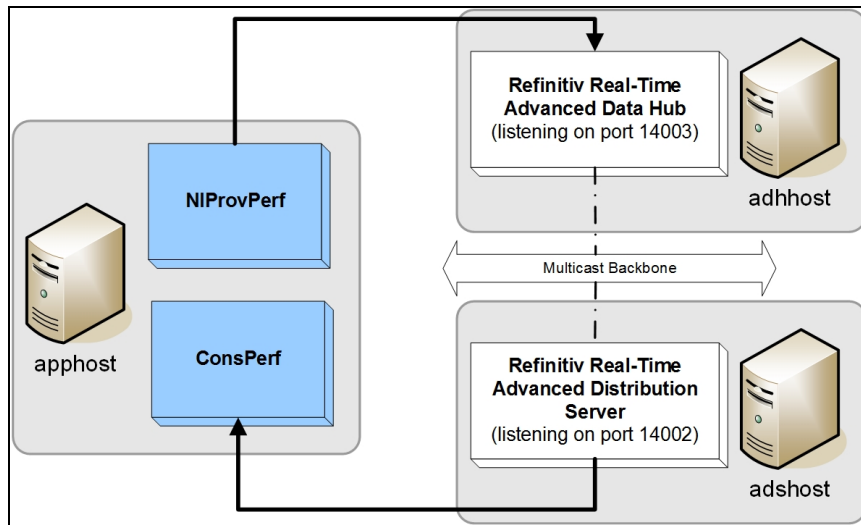 Refinitiv Real-Time
Advanced Data Hub
(listening on port 14003)
adhhost
NIProvPerf
Multicast Backbone
apphost
ConsPerf
Refinitiv Real-Time
Advanced Distribution
Server
(listening on port 14002)
adshost